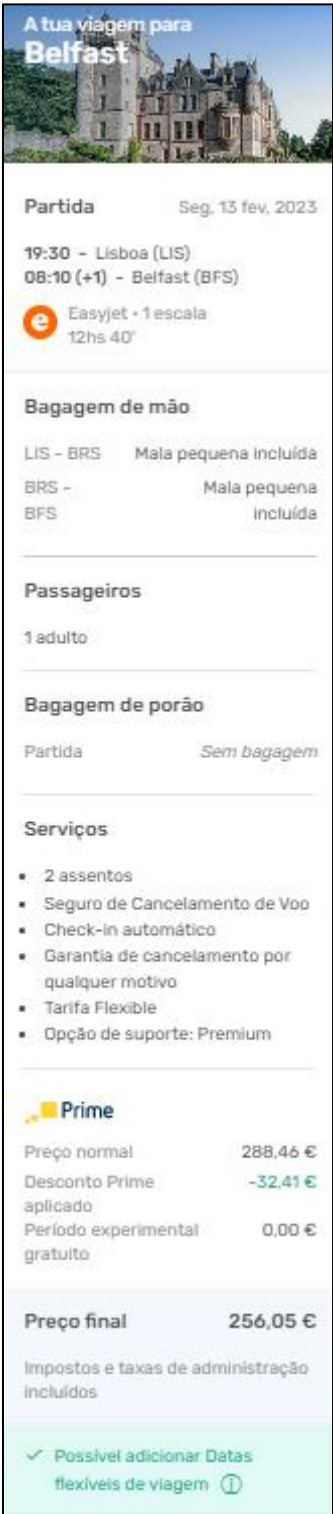 A tua viagem para
Belfast
Partida Seg, 13 fev, 2023
19:30 - Lisboa (LIS)
08:10 (+1) - Belfast (BFS)
e
Easyjet • 1 escala
12hs 40'
Bagagem de mão
LIS - BRS Mala pequena incluída
BRS - Mala pequena
BFS incluída
Passageiros
1 adulto
Bagagem de porão
Partida Sem bagagem
Serviços
• 2 assentos
• Seguro de Cancelamento de Voo
• Check-in automático
• Garantia de cancelamento por
qualquer motivo
• Tarifa Flexible
• Opção de suporte: Premium
Prime
Preço normal 288,46 €
Desconto Prime -32,41 €
aplicado
Período experimental 0,00 €
gratuito
Preço final 256,05 €
Impostos e taxas de administração
incluídos
✓ Possível adicionar Datas
flexíveis de viagem ⓘ